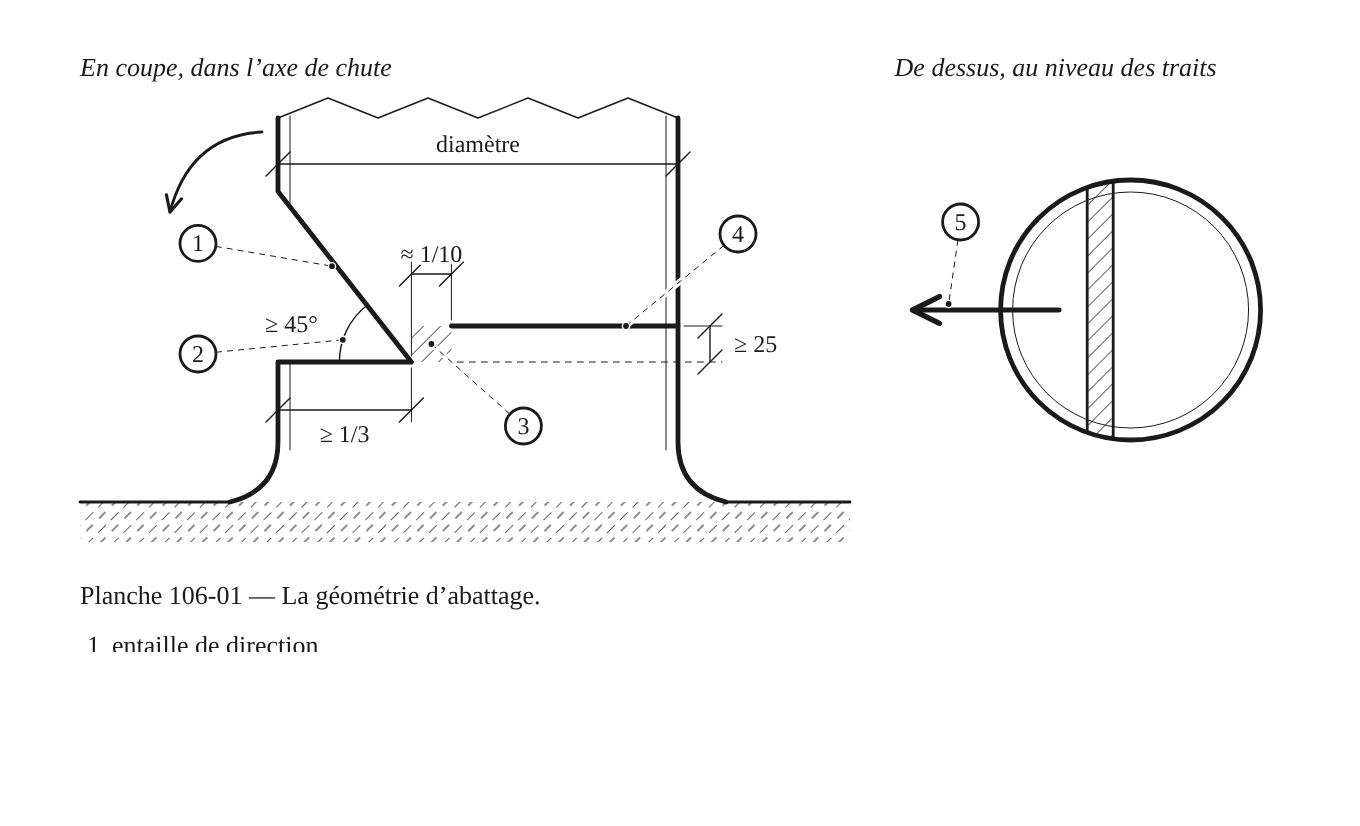 En coupe, dans l’axe de chute
De dessus, au niveau des traits
diamètre
1
≈ 1/10
4
5
≥ 45°
2
≥ 25
≥ 1/3
3
Planche 106-01 — La géométrie d’abattage.
1 entaille de direction